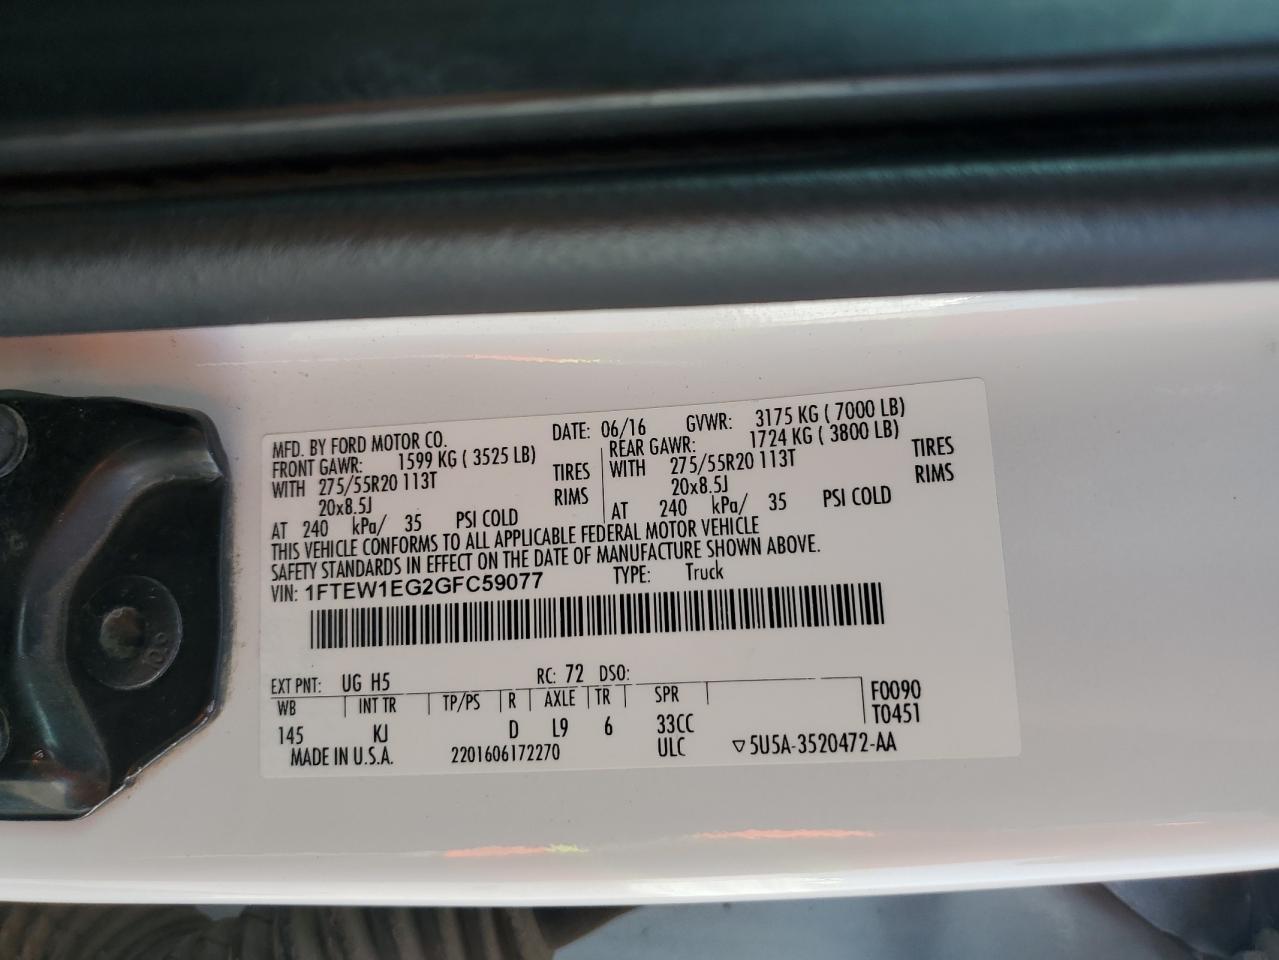 MFD. BY FORD MOTOR CO. DATE: 06/16 GVWR: 3175 KG ( 7000 LB)
FRONT GAWR: 1599 KG ( 3525 LB) REAR GAWR: 1724 KG ( 3800 LB)
WITH 275/55R20 113T TIRES WITH 275/55R20 113T TIRES
20x8.5J RIMS 20x8.5J RIMS
AT 240 kPa/ 35 PSI COLD AT 240 kPa/ 35 PSI COLD
THIS VEHICLE CONFORMS TO ALL APPLICABLE FEDERAL MOTOR VEHICLE
SAFETY STANDARDS IN EFFECT ON THE DATE OF MANUFACTURE SHOWN ABOVE.
VIN: 1FTEW1EG2GFC59077 TYPE: Truck
EXT PNT: UG H5 RC: 72 DSO:
WB INT TR TP/PS R AXLE TR SPR F0090
145 KJ D L9 6 33CC T0451
MADE IN U.S.A. 2201606172270 ULC ▽5U5A-3520472-AA
10.9